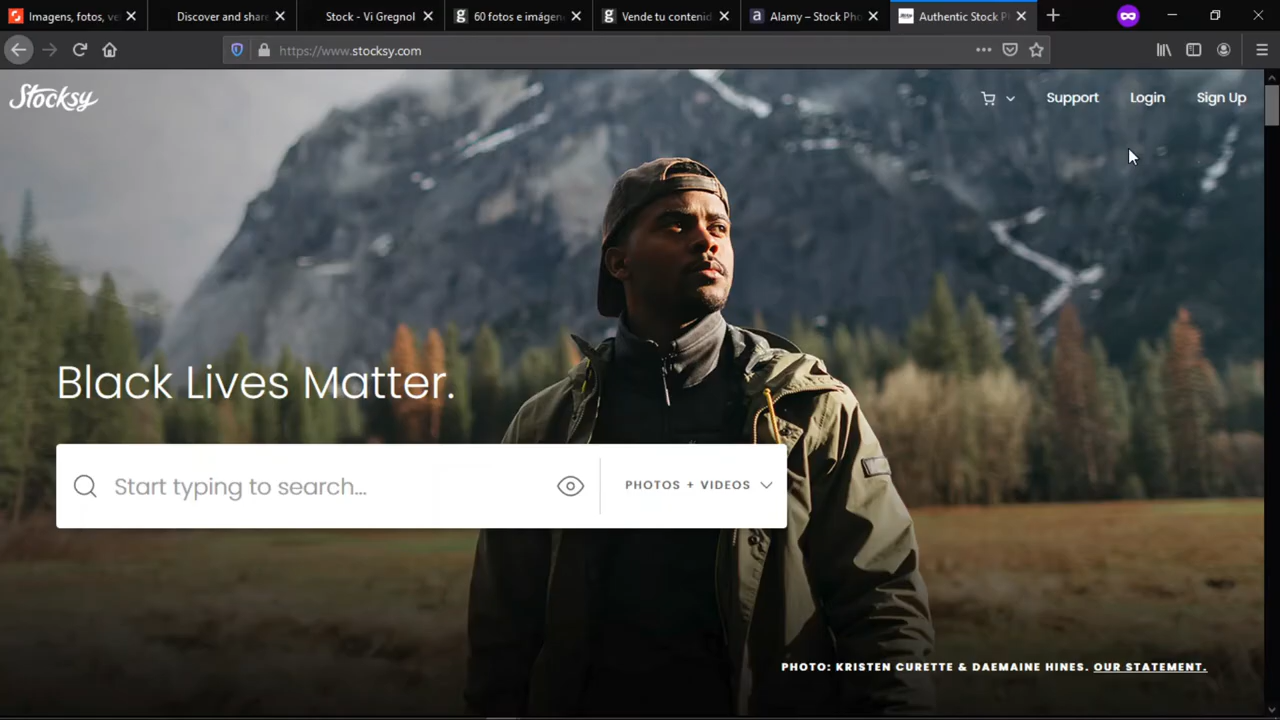 Imagens, fotos, ve
Discover and share
Stock - Vi Gregnol
60 fotos e imágen
Vende tu contenid
Alamy – Stock Pho
Authentic Stock P
https://www.stocksy.com
Stocksy
Support
Login
Sign Up
Black Lives Matter.
Start typing to search...
PHOTOS + VIDEOS
PHOTO: KRISTEN CURETTE & DAEMAINE HINES. OUR STATEMENT.